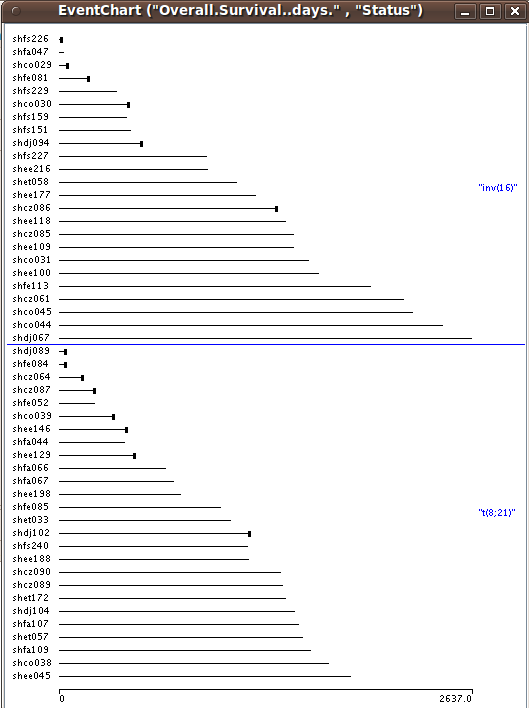 EventChart ("Overall.Survival..days." , "Status")
shfs226
shfa047
shco029
shfe081
shfs229
shco030
shfs159
shfs151
shdj094
shfs227
shee216
shet058
shee177
"inv(16)"
shcz086
shee118
shcz085
shee109
shco031
shee100
shfe113
shcz061
shco045
shco044
shdj067
shdj089
shfe084
shcz064
shcz087
shfe052
shco039
shee146
shfa044
shee129
shfa066
shfa067
shee198
shfe085
"t(8;21)"
shet033
shdj102
shfs240
shee188
shcz090
shcz089
shet172
shdj104
shfa107
shet057
shfa109
shco038
shee045
0 2637.0